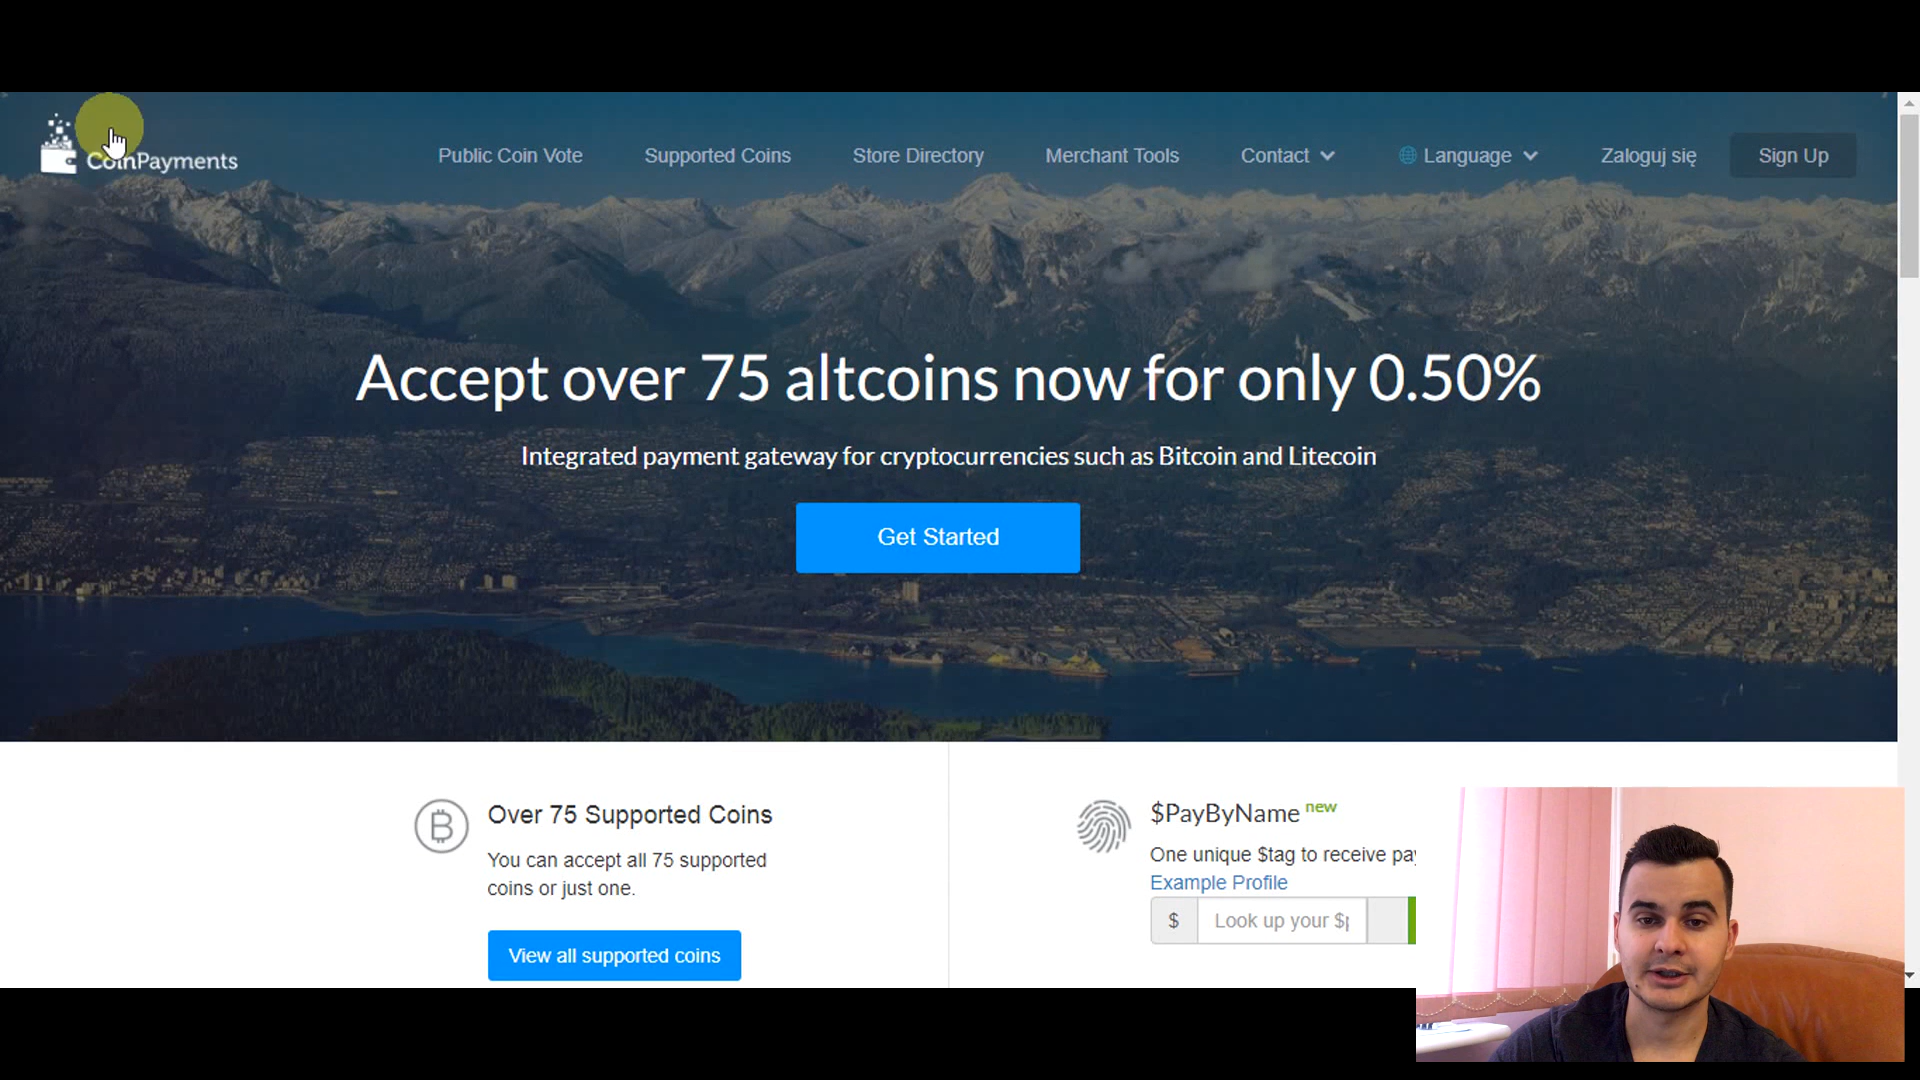 CoinPayments
Public Coin Vote
Supported Coins
Store Directory
Merchant Tools
Contact
Language
Zaloguj się
Sign Up
Accept over 75 altcoins now for only 0.50%
Integrated payment gateway for cryptocurrencies such as Bitcoin and Litecoin
Get Started
Over 75 Supported Coins
You can accept all 75 supported
coins or just one.
View all supported coins
$PayByName new
One unique $tag to receive pay
Example Profile
$ Look up your $p